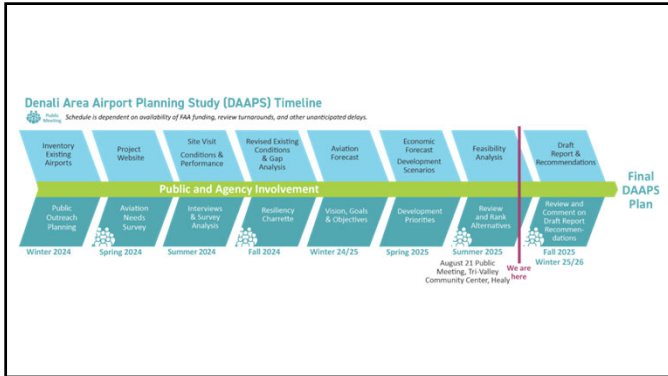 Denali Area Airport Planning Study (DAAPS) Timeline
Public
Meeting
Schedule is dependent on availability of FAA funding, review turnarounds, and other unanticipated delays.
Inventory
Existing
Airports
Project
Website
Site Visit
Conditions &
Performance
Revised Existing
Conditions
& Gap
Analysis
Aviation
Forecast
Economic
Forecast
Development
Scenarios
Feasibility
Analysis
Draft
Report &
Recommendations
Public and Agency Involvement
Final
DAAPS
Plan
Public
Outreach
Planning
Aviation
Needs
Survey
Interviews
& Survey
Analysis
Resiliency
Charrette
Vision, Goals
& Objectives
Development
Priorities
Review
and Rank
Alternatives
Review and
Comment on
Draft Report
Recommen-
dations
Winter 2024
Spring 2024
Summer 2024
Fall 2024
Winter 24/25
Spring 2025
Summer 2025
August 21 Public
Meeting, Tri-Valley
Community Center, Healy
We are
here
Fall 2025
Winter 25/26